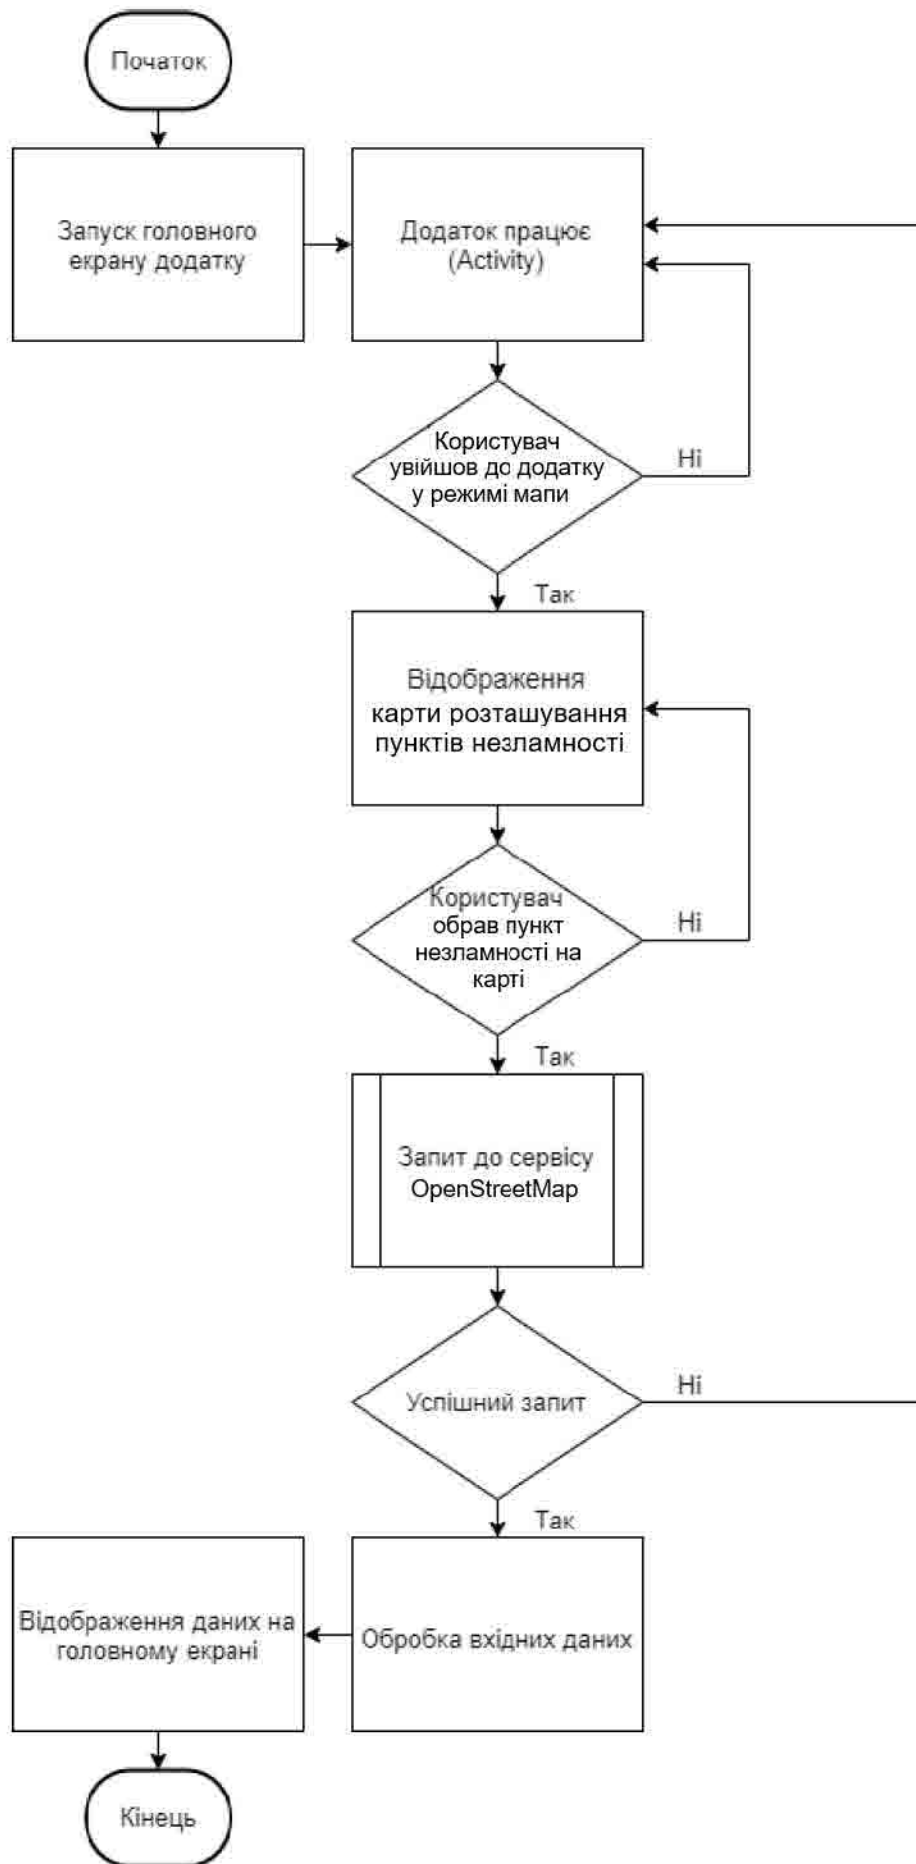 Початок
Запуск головного
екрану додатку
Додаток працює
(Activity)
Користувач
увійшов до додатку
у режимі мапи
Ні
Так
Відображення
карти розташування
пунктів незламності
Користувач
обрав пункт
незламності на
карті
Ні
Так
Запит до сервісу
OpenStreetMap
Успішний запит
Ні
Так
Обробка вхідних даних
Відображення даних на
головному екрані
Кінець